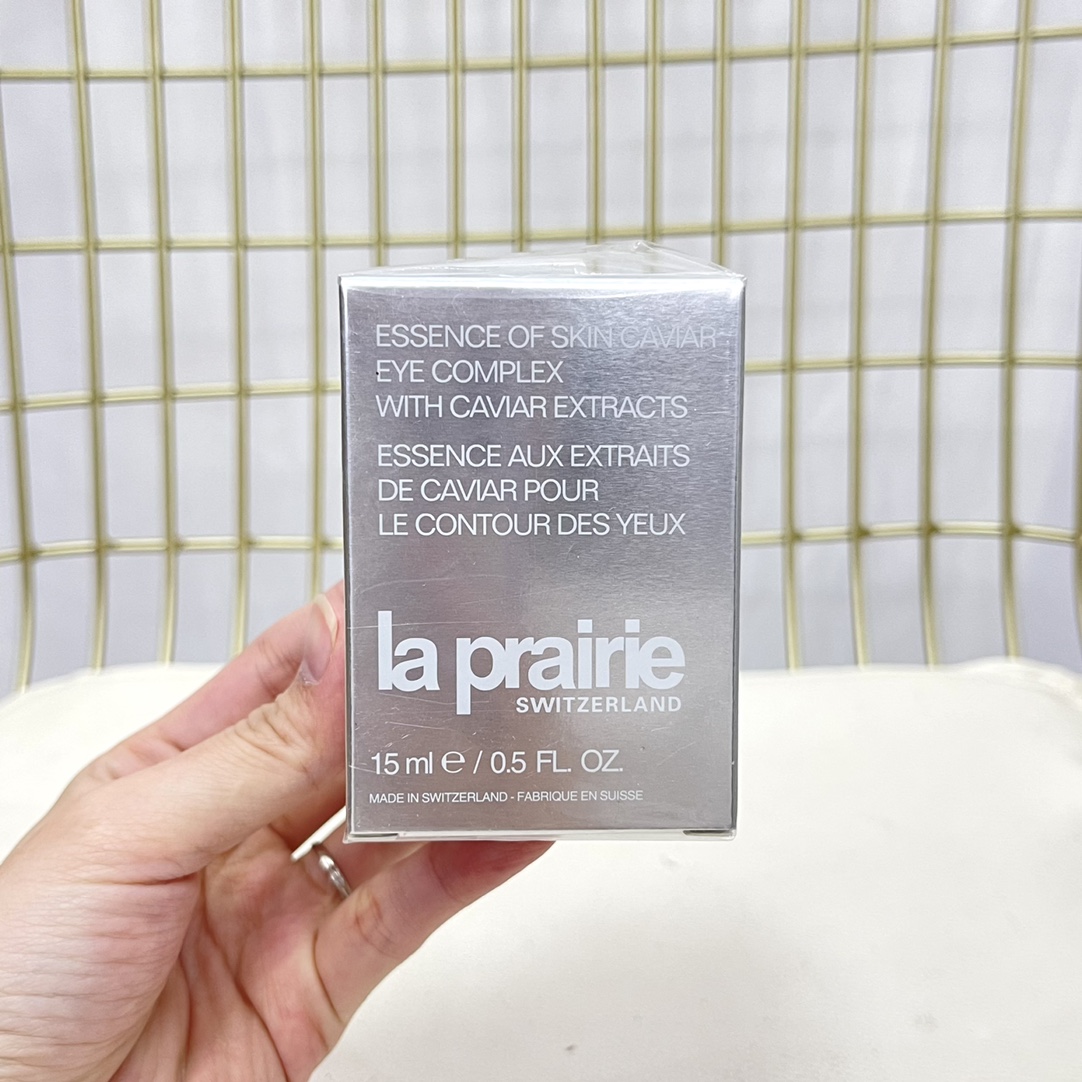 ESSENCE OF SKIN CAVIAR
EYE COMPLEX
WITH CAVIAR EXTRACTS
ESSENCE AUX EXTRAITS
DE CAVIAR POUR
LE CONTOUR DES YEUX
la prairie
SWITZERLAND
15 ml ℮ / 0.5 FL. OZ.
MADE IN SWITZERLAND - FABRIQUE EN SUISSE